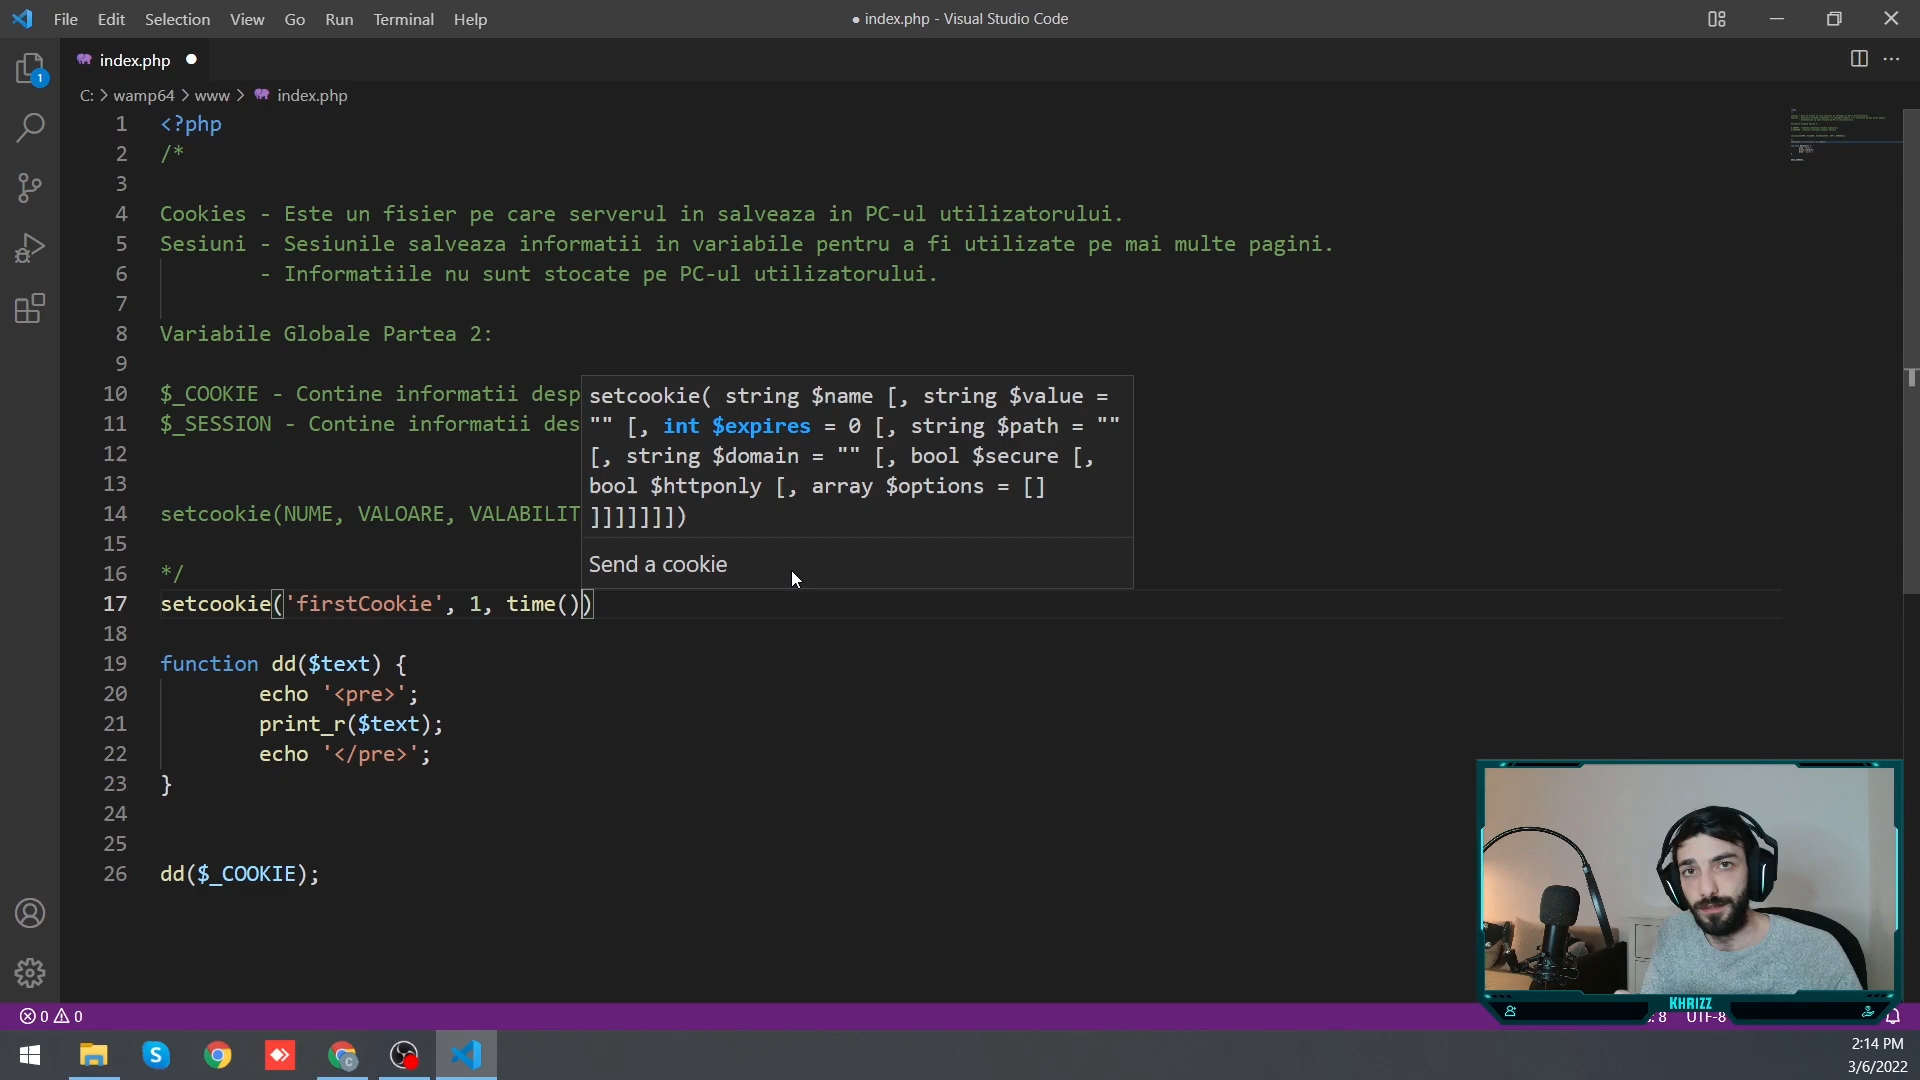 File Edit Selection View Go Run Terminal Help
● index.php - Visual Studio Code
index.php ●
1
C: > wamp64 > www > index.php
1 <?php
2 /*
3
4 Cookies - Este un fisier pe care serverul in salveaza in PC-ul utilizatorului.
5 Sesiuni - Sesiunile salveaza informatii in variabile pentru a fi utilizate pe mai multe pagini.
6 - Informatiile nu sunt stocate pe PC-ul utilizatorului.
7
8 Variabile Globale Partea 2:
9
10 $_COOKIE - Contine informatii desp
11 $_SESSION - Contine informatii des
12
13
14 setcookie(NUME, VALOARE, VALABILIT
15
16 */
setcookie( string $name [, string $value =
"" [, int $expires = 0 [, string $path = ""
[, string $domain = "" [, bool $secure [,
bool $httponly [, array $options = []
]]]]]]])
Send a cookie
17 setcookie('firstCookie', 1, time())
18
19 function dd($text) {
20 echo '<pre>';
21 print_r($text);
22 echo '</pre>';
23 }
24
25
26 dd($_COOKIE);
KHRIZZ
0 0
: 8 UTF-8
2:14 PM
3/6/2022